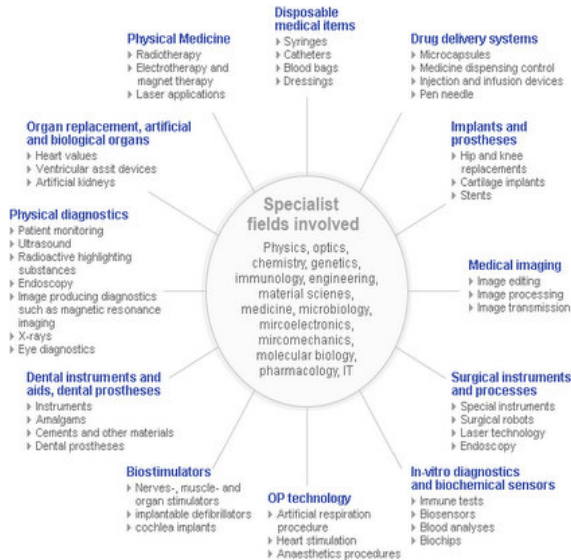 Disposable
medical items
Syringes
Catheters
Blood bags
Dressings
Physical Medicine
Radiotherapy
Electrotherapy and
magnet therapy
Laser applications
Drug delivery systems
Microcapsules
Medicine dispensing control
Injection and infusion devices
Pen needle
Organ replacement, artificial
and biological organs
Heart values
Ventricular assit devices
Artificial kidneys
Implants and
prostheses
Hip and knee
replacements
Cartilage implants
Stents
Physical diagnostics
Patient monitoring
Ultrasound
Radioactive highlighting
substances
Endoscopy
Image producing diagnostics
such as magnetic resonance
imaging
X-rays
Eye diagnostics
Specialist
fields involved
Physics, optics,
chemistry, genetics,
immunology, engineering,
material scienes,
medicine, microbiology,
mircoelectronics,
mircomechanics,
molecular biology,
pharmacology, IT
Medical imaging
Image editing
Image processing
Image transmission
Dental instruments and
aids, dental prostheses
Instruments
Amalgams
Cements and other materials
Dental prostheses
Surgical instruments
and processes
Special instruments
Surgical robots
Laser technology
Endoscopy
Biostimulators
Nerves-, muscle- and
organ stimulators
implantable defibrillators
cochlea implants
OP technology
Artificial respiration
procedure
Heart stimulation
Anaesthetics procedures
In-vitro diagnostics
and biochemical sensors
Immune tests
Biosensors
Blood analyses
Biochips